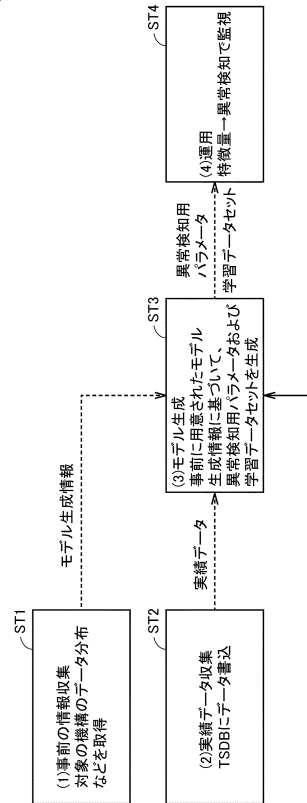 ST1
(1)事前の情報収集
対象の機構のデータ分布
などを取得
モデル生成情報
ST2
(2)実績データ収集
TSDBにデータ書込
実績データ
ST3
(3)モデル生成
事前に用意されたモデル
生成情報に基づいて、
異常検知用パラメータおよび
学習データセットを生成
異常検知用
パラメータ
学習データセット
ST4
(4)運用
特徴量→異常検知で監視